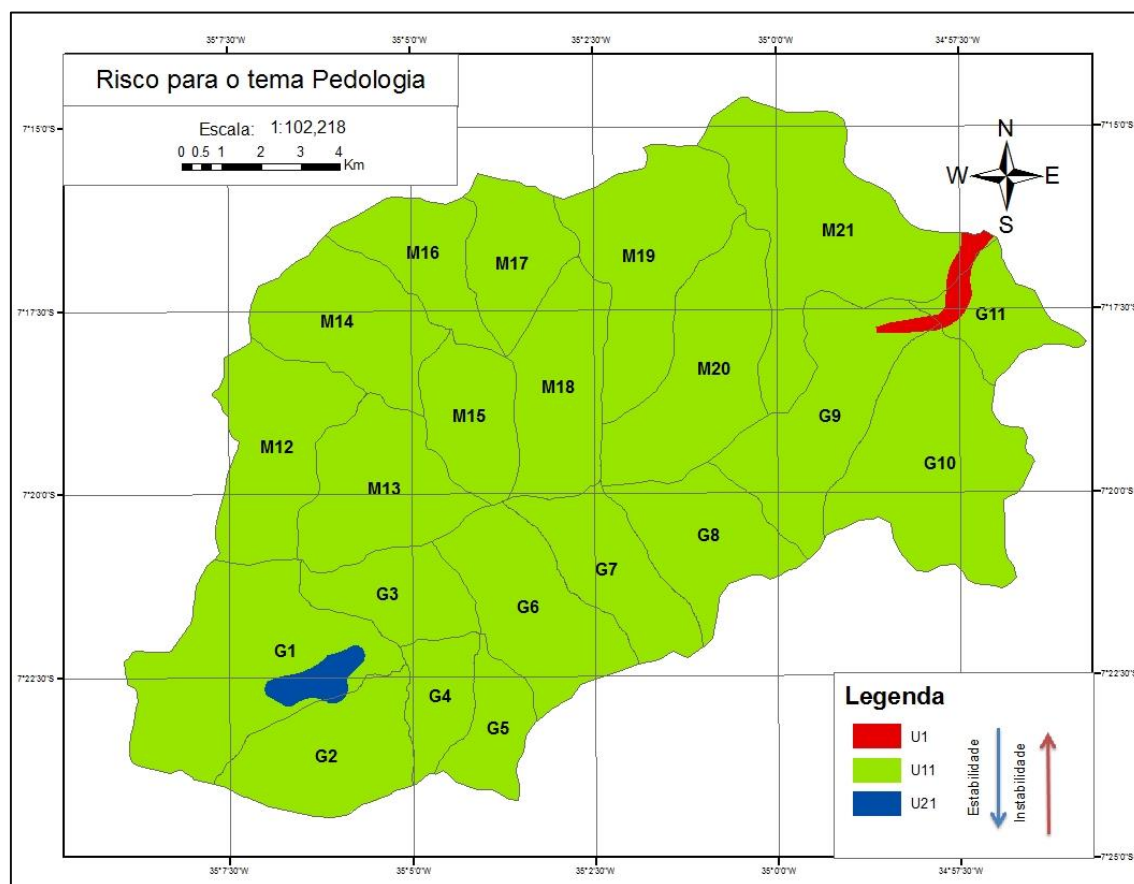 35°7'30"W 35°5'0"W 35°2'30"W 35°0'0"W 34°57'30"W
Risco para o tema Pedologia
Escala: 1:102,218
0 0.5 1 2 3 4
Km
7°15'0"S 7°15'0"S
N
W E
S
M16 M17 M19 M21
M14
7°17'30"S 7°17'30"S
G11
M18 M20
M15
M12 G9
M13 G10
7°20'0"S 7°20'0"S
G8
G7
G3 G6
G1
7°22'30"S 7°22'30"S
G4
G5
G2
Legenda
U1
U11
U21
Estabilidade
Instabilidade
7°25'0"S
35°7'30"W 35°5'0"W 35°2'30"W 35°0'0"W 34°57'30"W